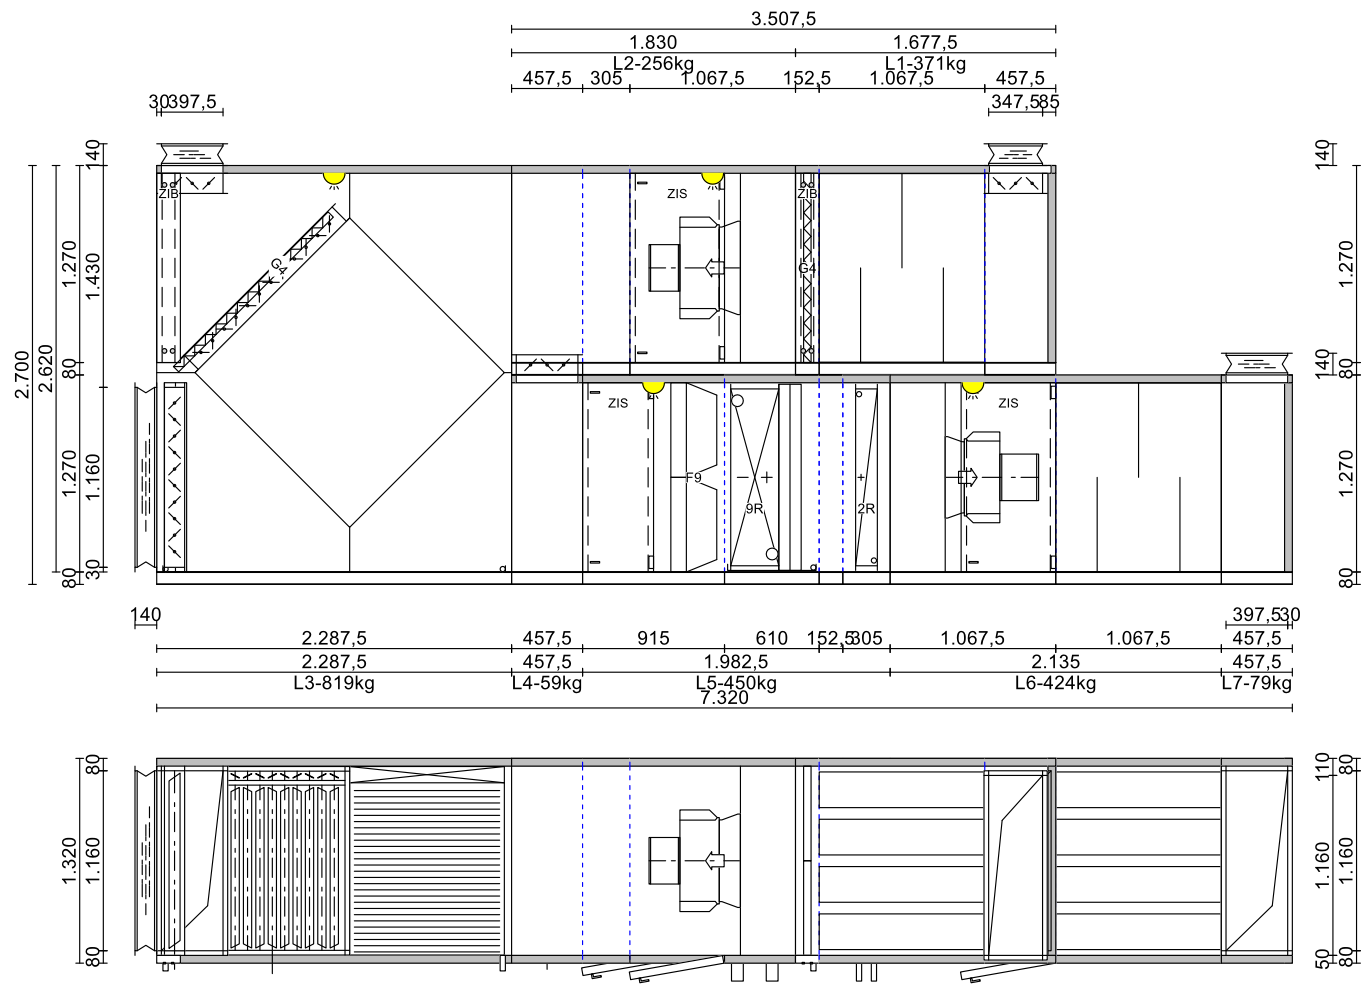 3.507,5
1.830 1.677,5
L2-256kg L1-371kg
457,5 305 1.067,5 152,5 1.067,5 457,5
30 397,5 347,5 85
140 140
ZIB ZIS ZIB
G4 G4
1.270 1.430 1.270
2.700 2.620 80 140 80
ZIS ZIS
F9 9R 2R
1.270 1.160 1.270
80 30 80
140 397,5 30
2.287,5 457,5 915 610 152,5 305 1.067,5 1.067,5 457,5
2.287,5 457,5 1.982,5 2.135 457,5
L3-819kg L4-59kg L5-450kg L6-424kg L7-79kg
7.320
80 110 80
1.320 1.160 1.160 1.160
80 50 80